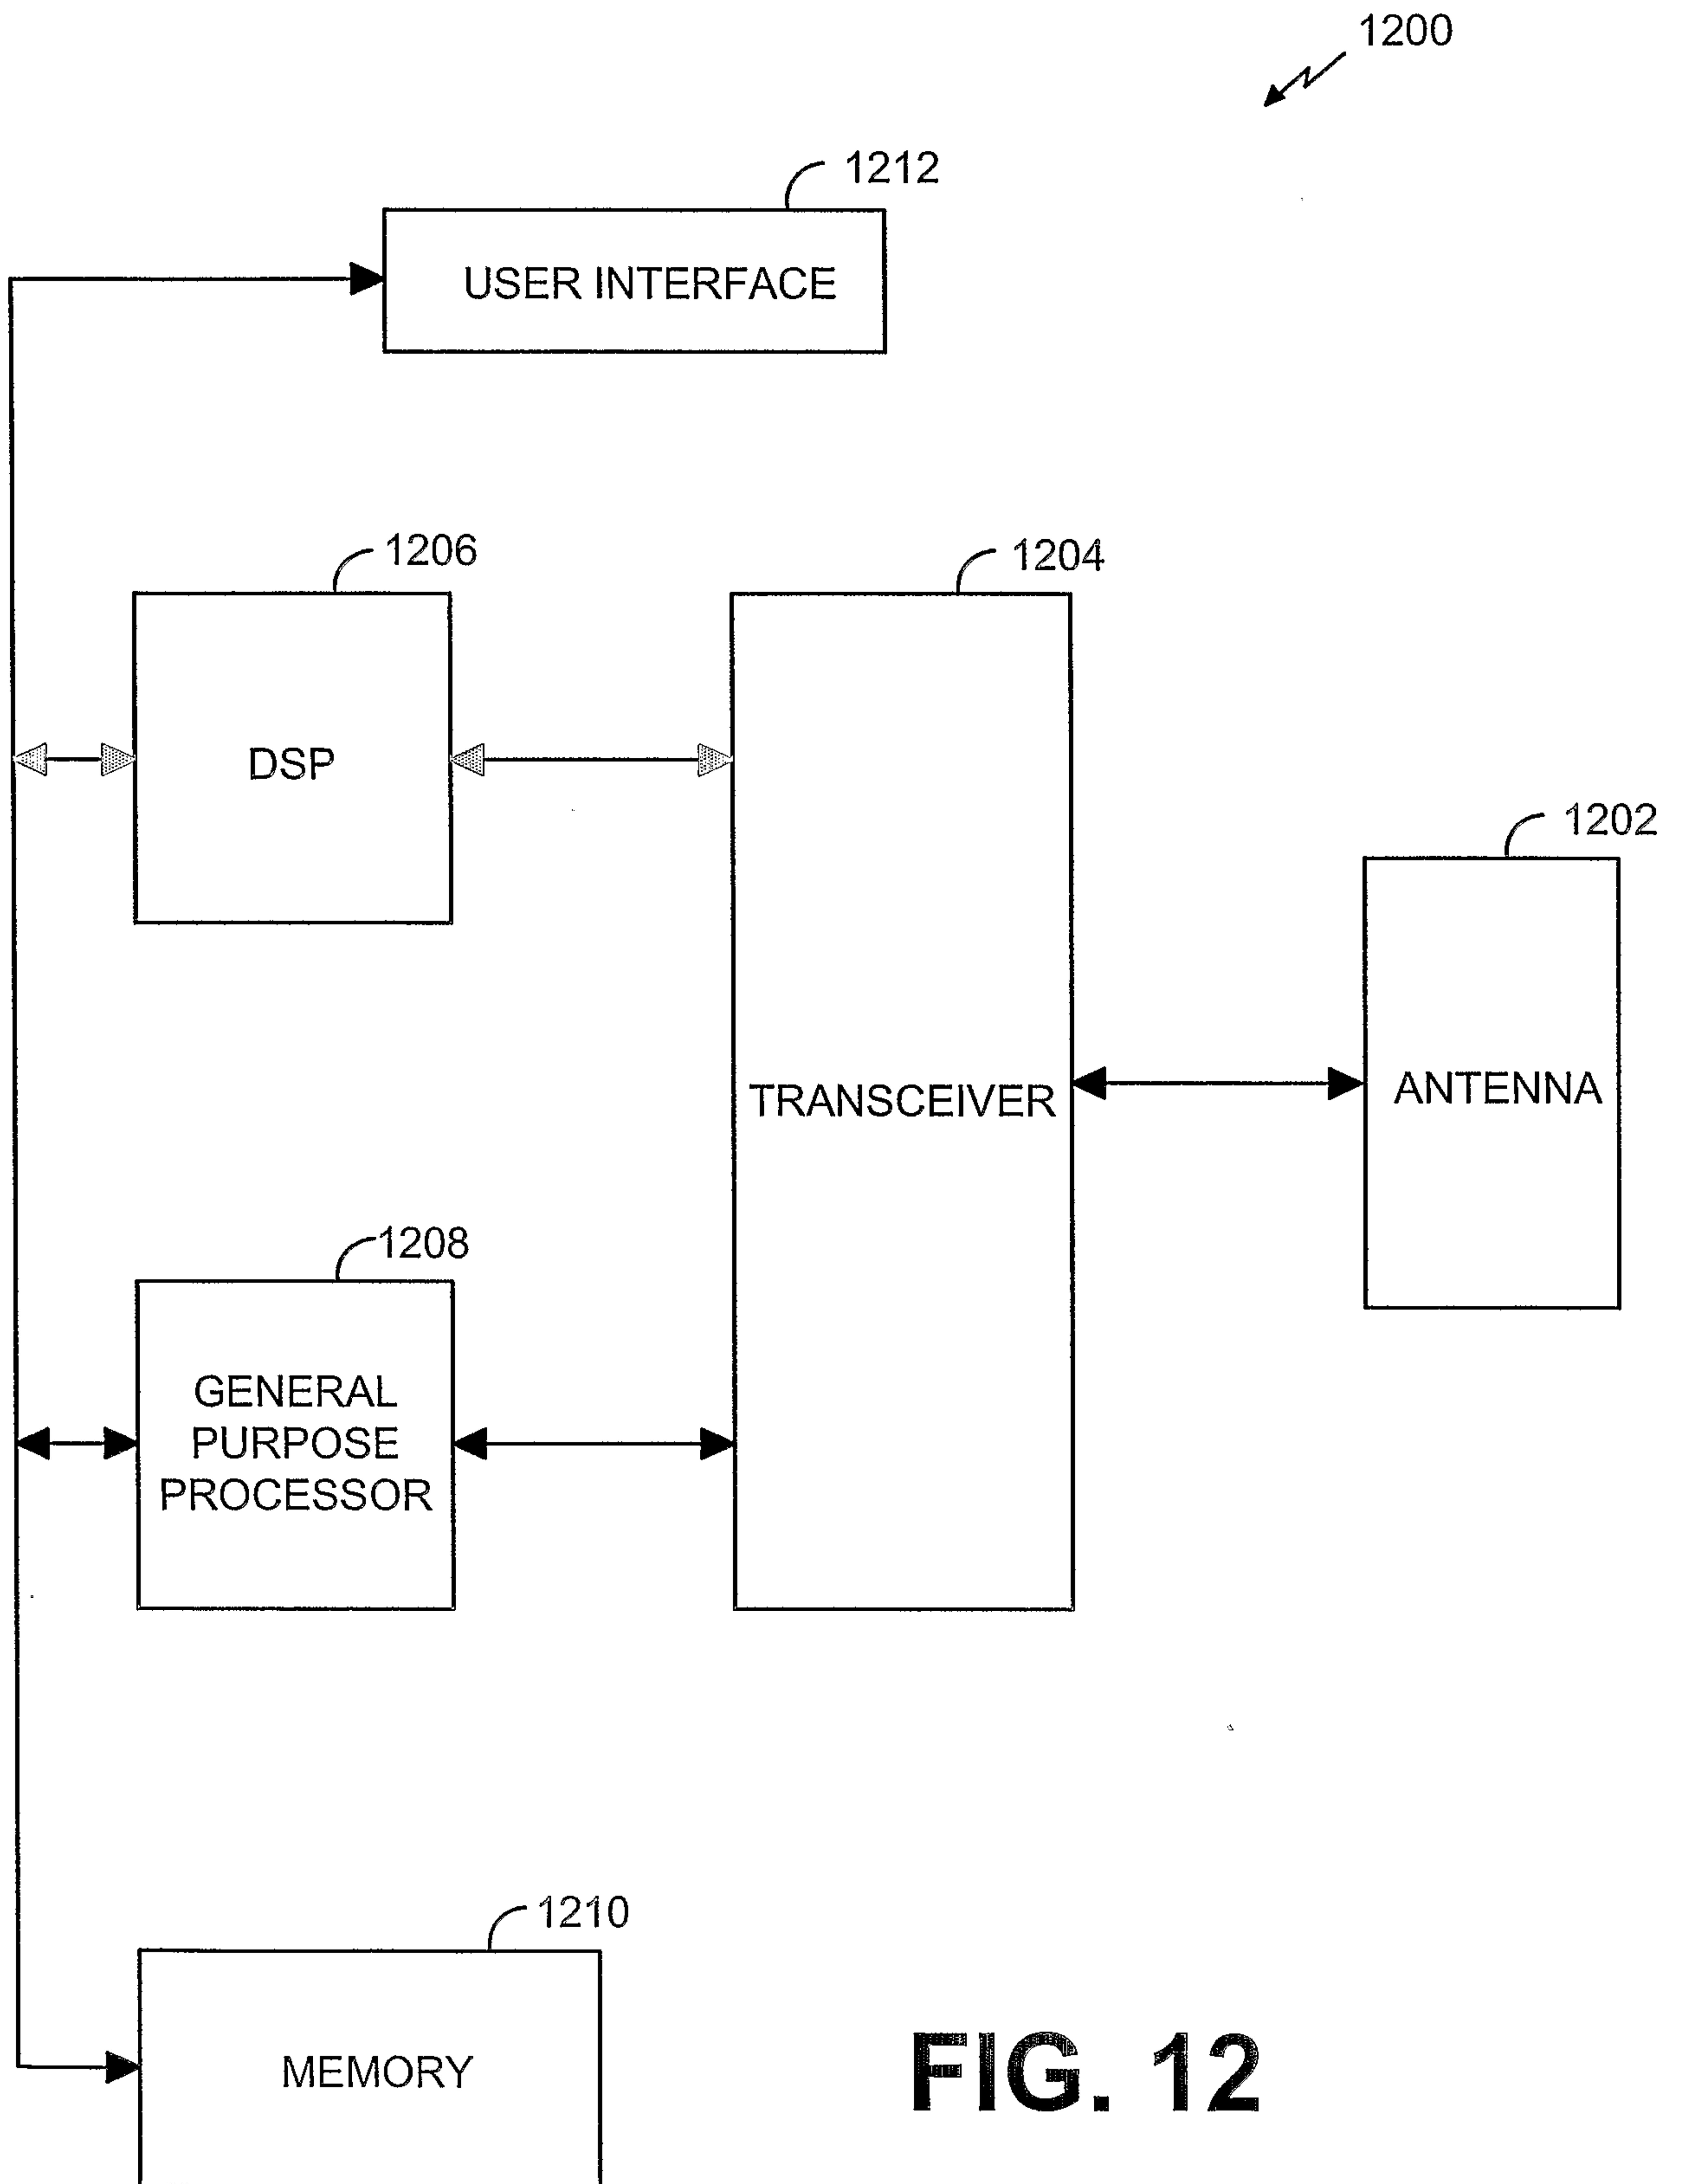 1200
1212
USER INTERFACE
1206
1204
DSP
1202
TRANSCEIVER
ANTENNA
1208
GENERAL
PURPOSE
PROCESSOR
1210
MEMORY
FIG. 12